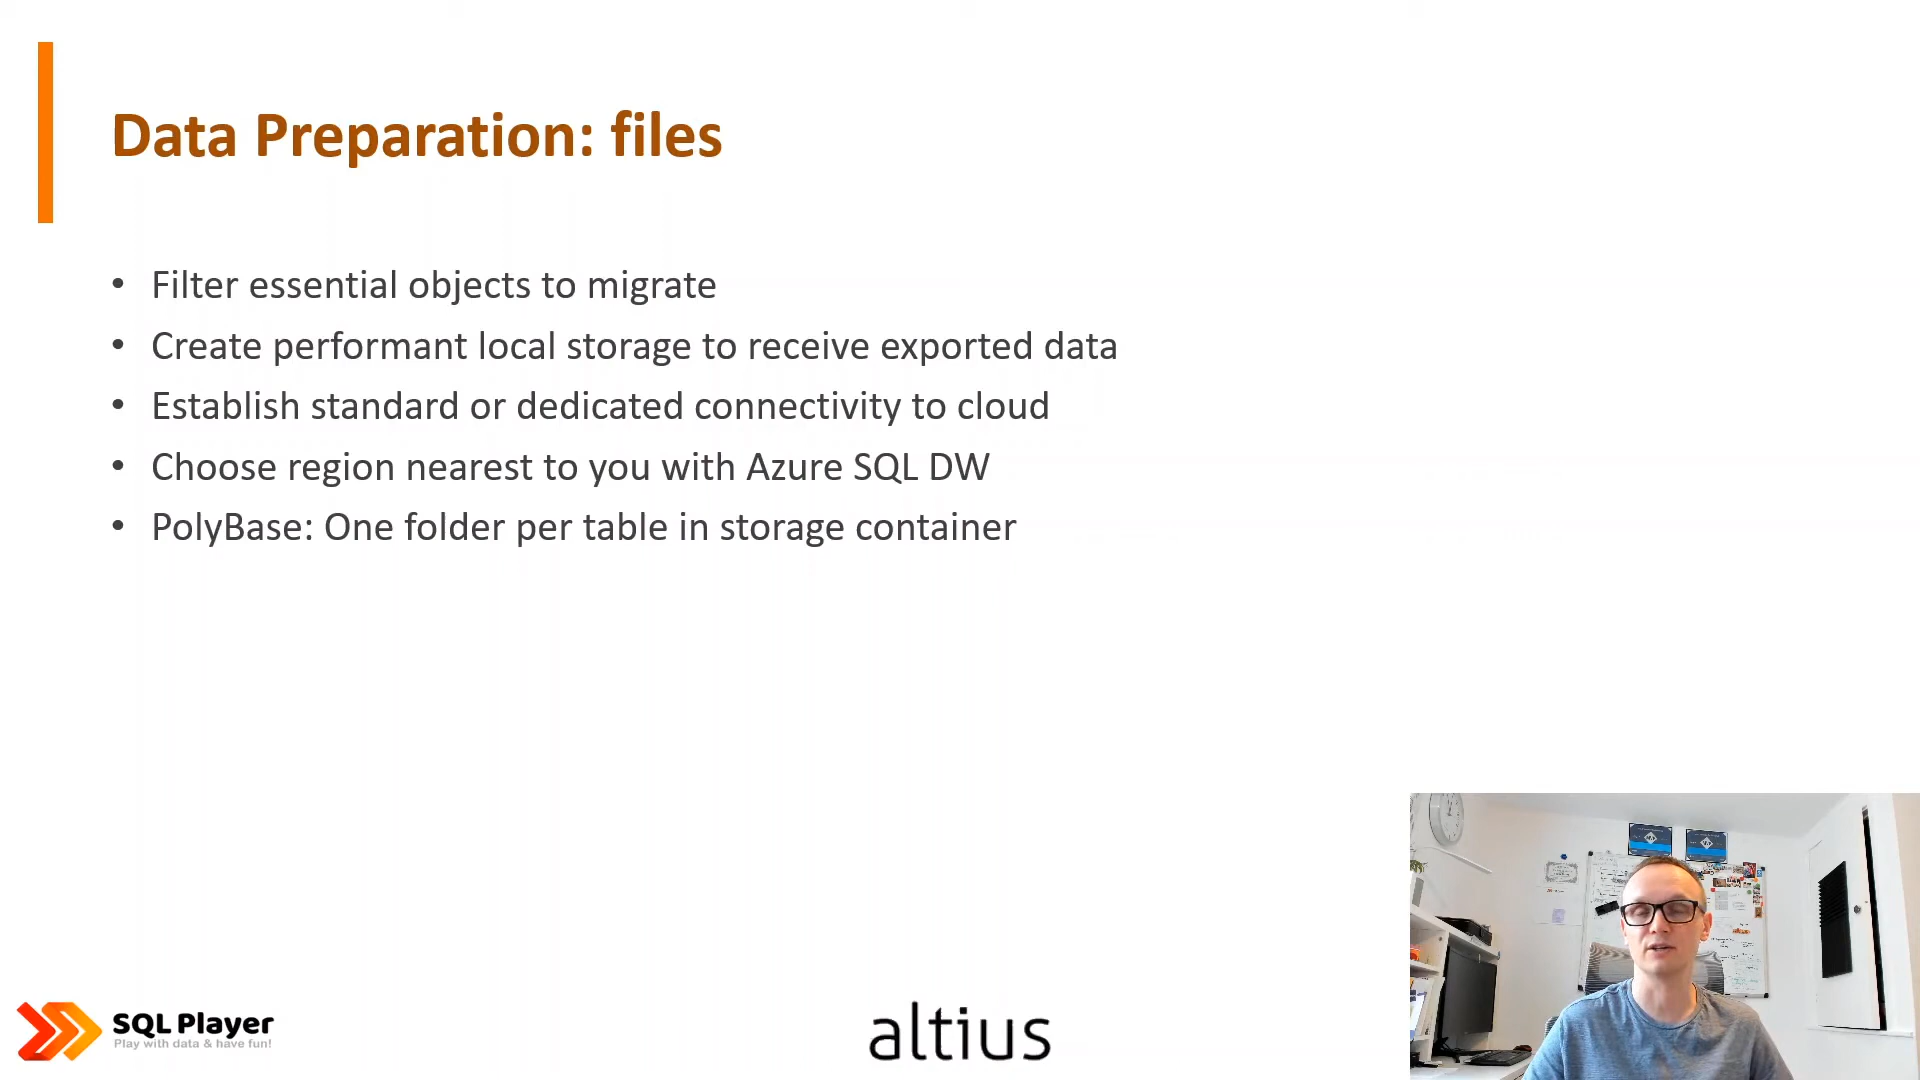 Data Preparation: files
• Filter essential objects to migrate
• Create performant local storage to receive exported data
• Establish standard or dedicated connectivity to cloud
• Choose region nearest to you with Azure SQL DW
• PolyBase: One folder per table in storage container
SQL Player
Play with data & have fun!
altius